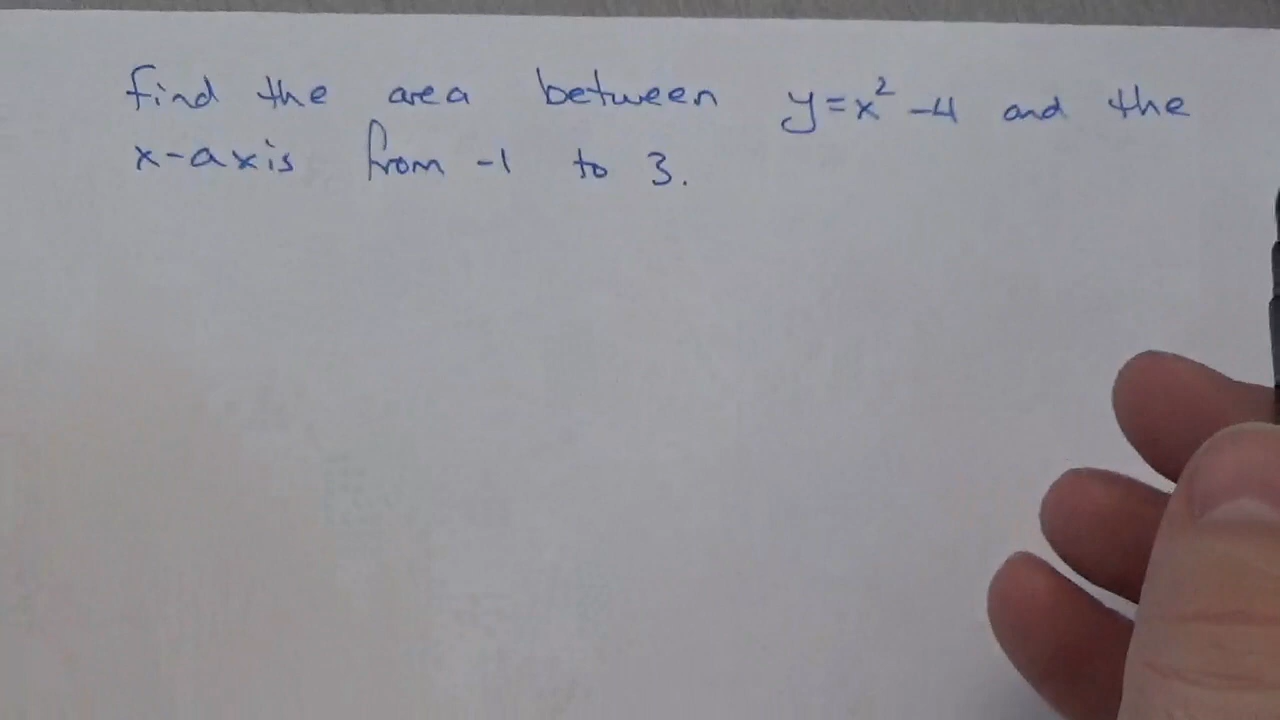 find the area between y=x² -4 and the
x-axis from -1 to 3.